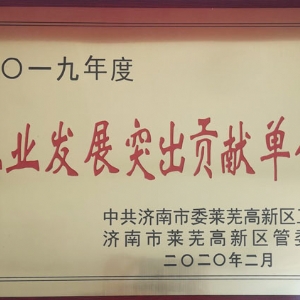 〇一九年度
业发展突出贡献单
中共济南市委莱芜高新区
济南市莱芜高新区管委
二〇二〇年二月